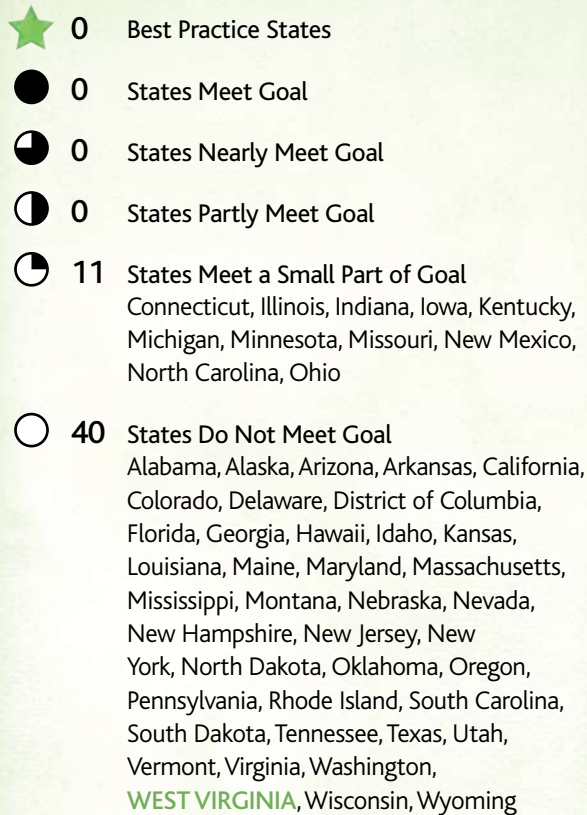 0 Best Practice States
0 States Meet Goal
0 States Nearly Meet Goal
0 States Partly Meet Goal
11 States Meet a Small Part of Goal
Connecticut, Illinois, Indiana, Iowa, Kentucky,
Michigan, Minnesota, Missouri, New Mexico,
North Carolina, Ohio
40 States Do Not Meet Goal
Alabama, Alaska, Arizona, Arkansas, California,
Colorado, Delaware, District of Columbia,
Florida, Georgia, Hawaii, Idaho, Kansas,
Louisiana, Maine, Maryland, Massachusetts,
Mississippi, Montana, Nebraska, Nevada,
New Hampshire, New Jersey, New
York, North Dakota, Oklahoma, Oregon,
Pennsylvania, Rhode Island, South Carolina,
South Dakota, Tennessee, Texas, Utah,
Vermont, Virginia, Washington,
WEST VIRGINIA, Wisconsin, Wyoming